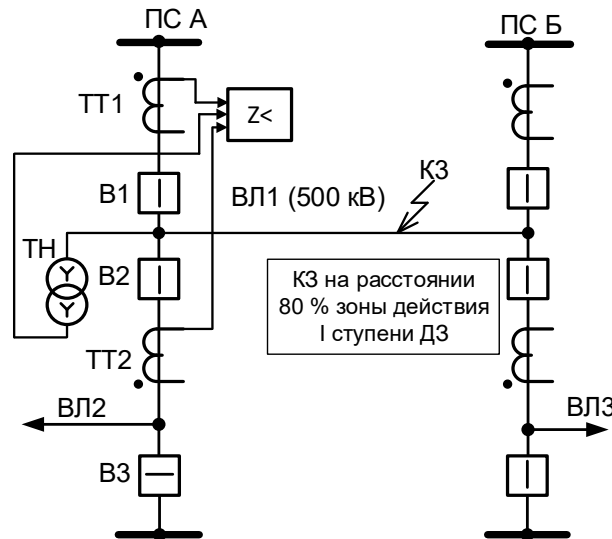 ПС А
ПС Б
ТТ1
Z<
В1
ВЛ1 (500 кВ)
КЗ
ТН
В2
КЗ на расстоянии
80 % зоны действия
I ступени ДЗ
ТТ2
ВЛ2
ВЛ3
В3